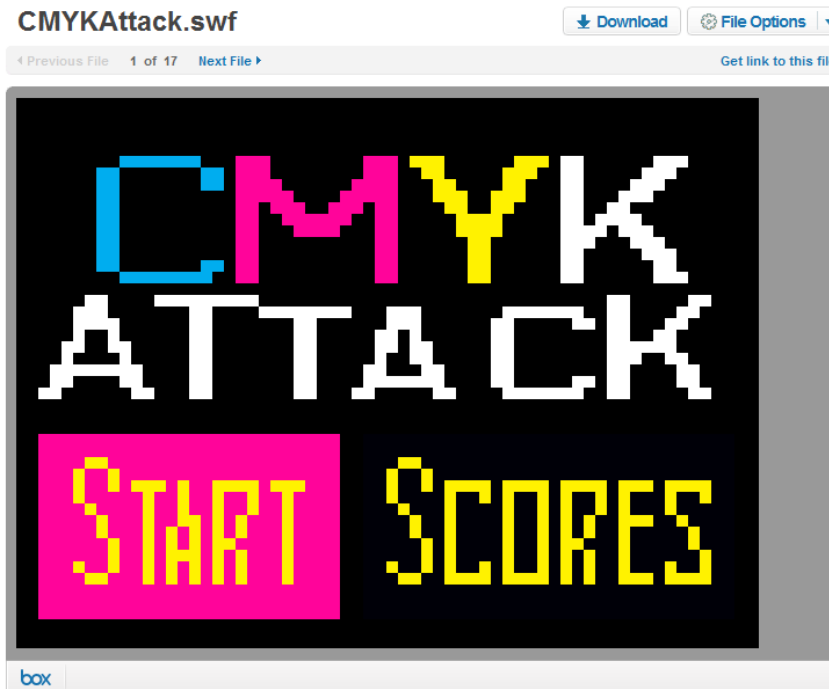 CMYKAttack.swf
Download File Options
Previous File 1 of 17 Next File Get link to this fil
CMYK
ATTACK
START SCORES
box